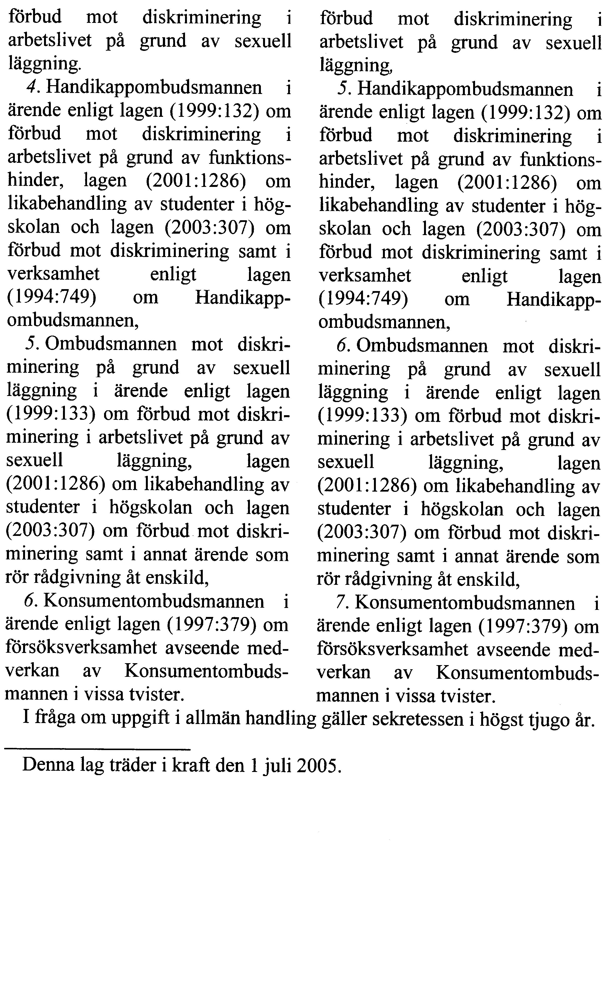 förbud mot diskriminering i
arbetslivet på grund av sexuell
läggning.
4. Handikappombudsmannen i
ärende enligt lagen (1999:132) om
förbud mot diskriminering i
arbetslivet på grund av funktions-
hinder, lagen (2001:1286) om
likabehandling av studenter i hög-
skolan och lagen (2003:307) om
förbud mot diskriminering samt i
verksamhet enligt lagen
(1994:749) om Handikapp-
ombudsmannen,
5. Ombudsmannen mot diskri-
minering på grund av sexuell
läggning i ärende enligt lagen
(1999:133) om förbud mot diskri-
minering i arbetslivet på grund av
sexuell läggning, lagen
(2001:1286) om likabehandling av
studenter i högskolan och lagen
(2003:307) om förbud mot diskri-
minering samt i annat ärende som
rör rådgivning åt enskild,
6. Konsumentombudsmannen i
ärende enligt lagen (1997:379) om
försöksverksamhet avseende med-
verkan av Konsumentombuds-
mannen i vissa tvister.
förbud mot diskriminering i
arbetslivet på grund av sexuell
läggning,
5. Handikappombudsmannen i
ärende enligt lagen (1999:132) om
förbud mot diskriminering i
arbetslivet på grund av funktions-
hinder, lagen (2001:1286) om
likabehandling av studenter i hög-
skolan och lagen (2003:307) om
förbud mot diskriminering samt i
verksamhet enligt lagen
(1994:749) om Handikapp-
ombudsmannen,
6. Ombudsmannen mot diskri-
minering på grund av sexuell
läggning i ärende enligt lagen
(1999:133) om förbud mot diskri-
minering i arbetslivet på grund av
sexuell läggning, lagen
(2001:1286) om likabehandling av
studenter i högskolan och lagen
(2003:307) om förbud mot diskri-
minering samt i annat ärende som
rör rådgivning åt enskild,
7. Konsumentombudsmannen i
ärende enligt lagen (1997:379) om
försöksverksamhet avseende med-
verkan av Konsumentombuds-
mannen i vissa tvister.
I fråga om uppgift i allmän handling gäller sekretessen i högst tjugo år.
Denna lag träder i kraft den 1 juli 2005.